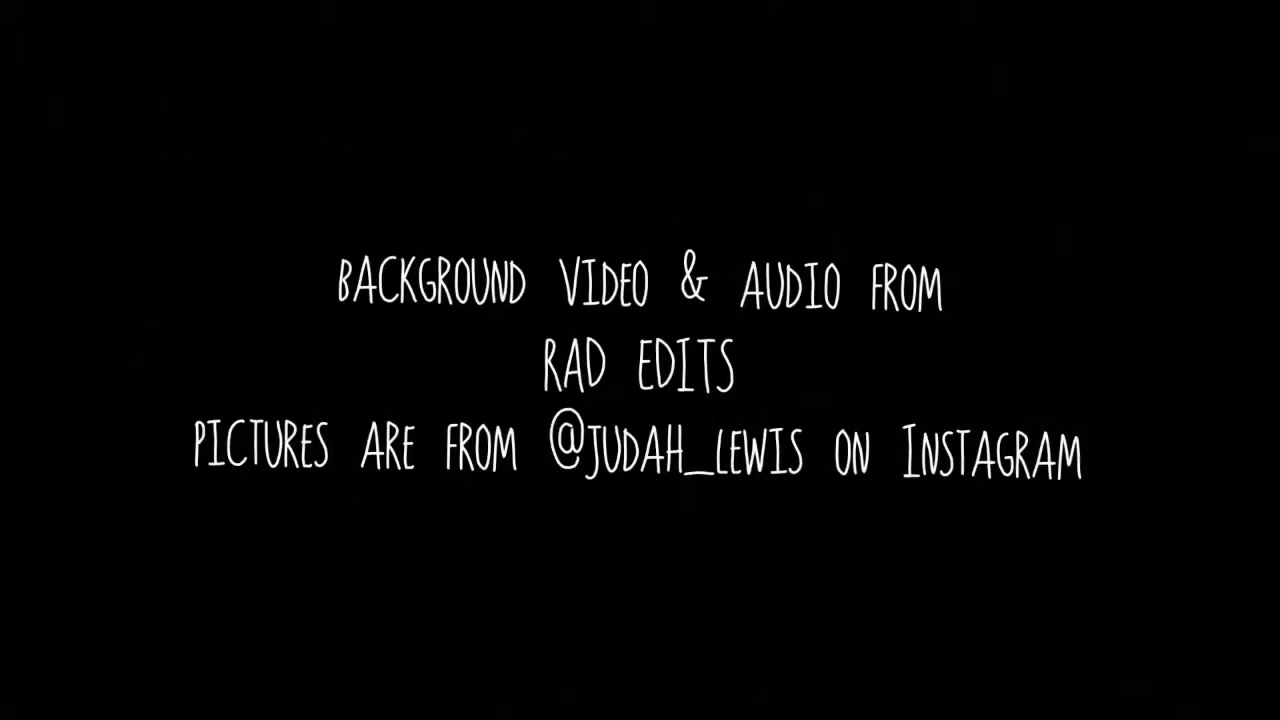 BACKGROUND VIDEO & AUDIO FROM
RAD EDITS
PICTURES ARE FROM @JUDAH_LEWIS ON INSTAGRAM